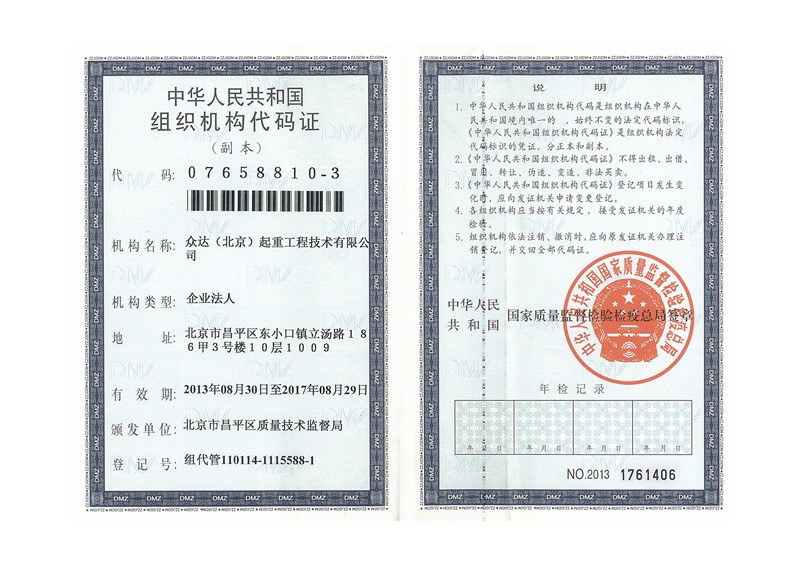 中华人民共和国
组织机构代码证
(副本)
代 码: 07658810-3
机构名称: 众达（北京）起重工程技术有限公
司
机构类型: 企业法人
地 址: 北京市昌平区东小口镇立汤路18
6甲3号楼10层1009
有 效 期: 2013年08月30日至2017年08月29日
颁发单位: 北京市昌平区质量技术监督局
登 记 号: 组代管110114-1115588-1
说 明
1. 中华人民共和国组织机构代码是组织机构在中华人
民共和国境内唯一的、始终不变的法定代码标识，
《中华人民共和国组织机构代码证》是组织机构法定
代码标识的凭证，分正本和副本。
2.《中华人民共和国组织机构代码证》不得出租、出借、
冒用、转让、伪造、变造、非法买卖。
3.《中华人民共和国组织机构代码证》登记项目发生变
化时，应向发证机关申请变更登记。
4. 各组织机构应当按有关规定，接受发证机关的年度
检验。
5. 组织机构依法注销、撤消时，应向原发证机关办理注
销登记，并交回全部代码证。
中华人民
共和国
国家质量监督检验检疫总局签章
中华人民共和国国家质量监督检验检疫总局
年检记录
年 月 日
年 月 日
年 月 日
年 月 日
NO.2013 1761406